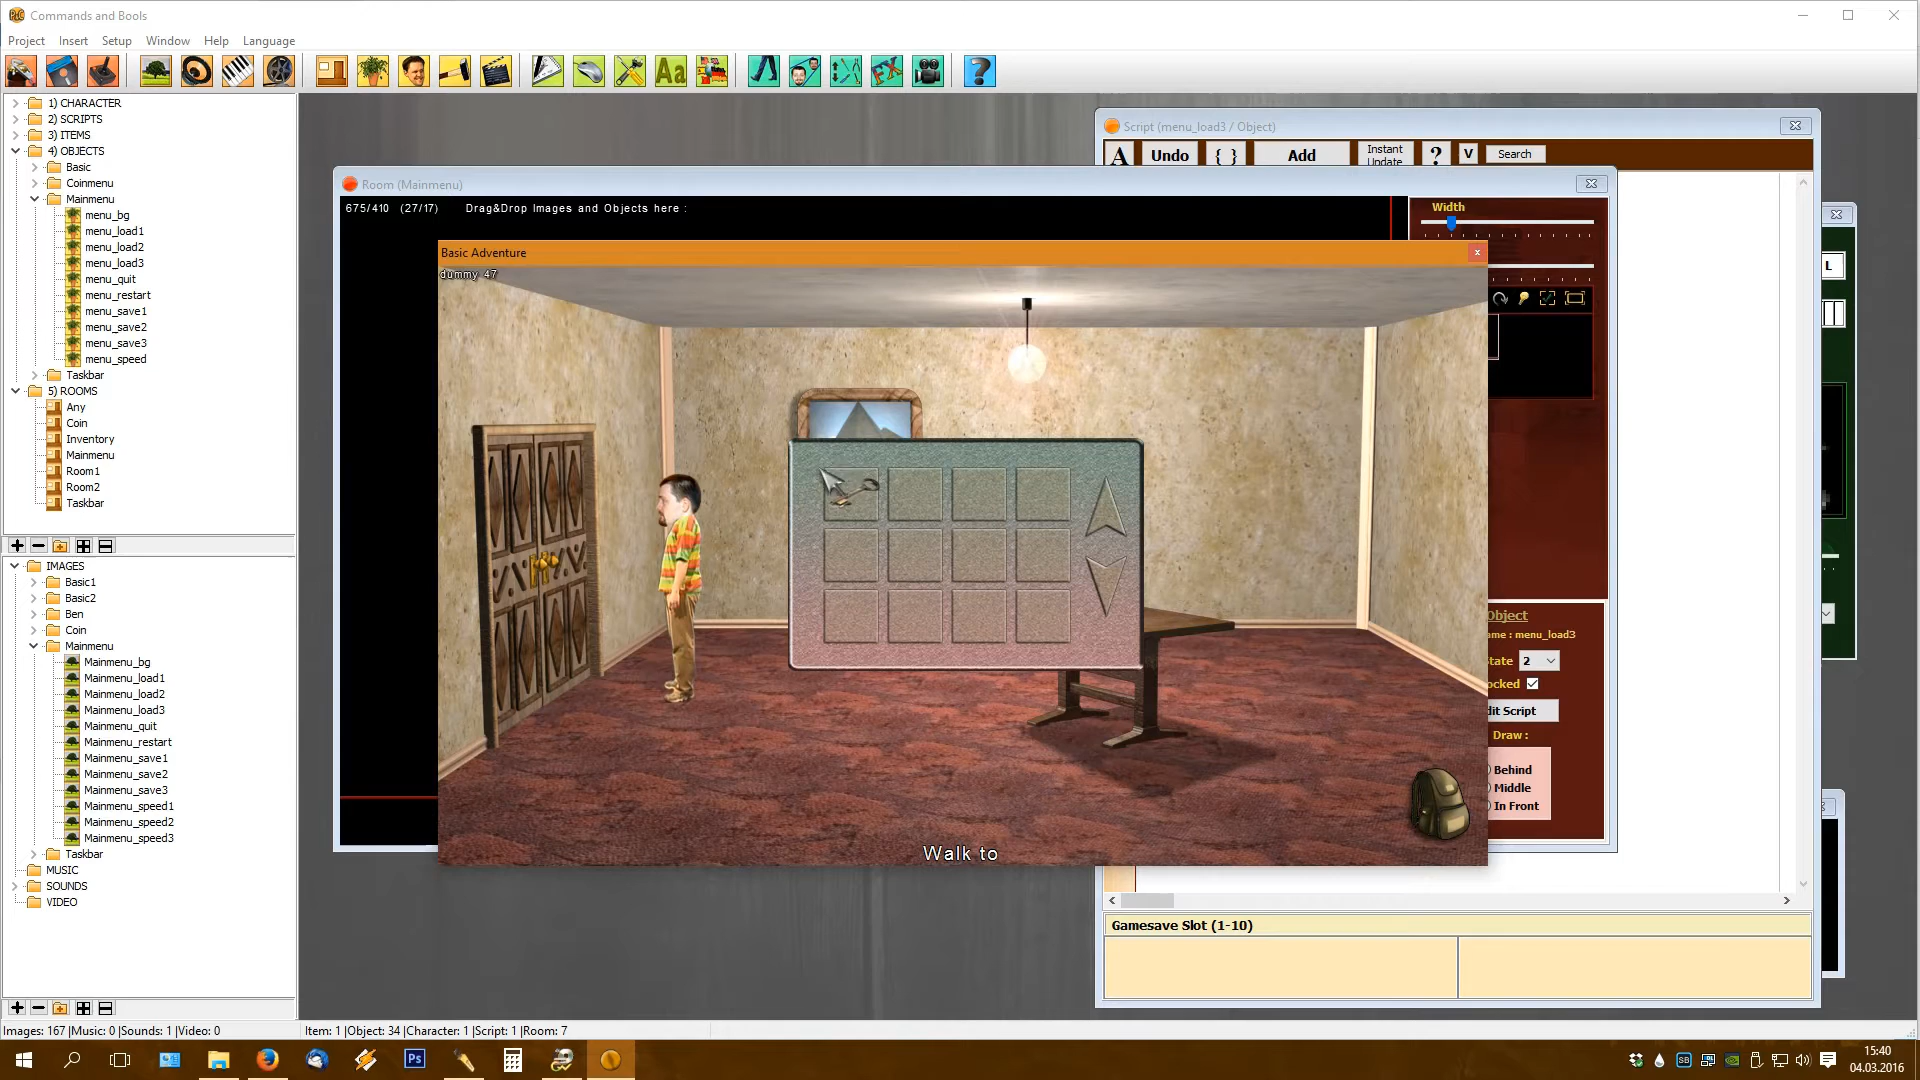 Commands and Bools
Project Insert Setup Window Help Language
Aa
FX
?
1) CHARACTER
2) SCRIPTS
3) ITEMS
4) OBJECTS
Basic
Coinmenu
Mainmenu
menu_bg
menu_load1
menu_load2
menu_load3
menu_quit
menu_restart
menu_save1
menu_save2
menu_save3
menu_speed
Taskbar
5) ROOMS
Any
Coin
Inventory
Mainmenu
Room1
Room2
Taskbar
IMAGES
Basic1
Basic2
Ben
Coin
Mainmenu
Mainmenu_bg
Mainmenu_load1
Mainmenu_load2
Mainmenu_load3
Mainmenu_quit
Mainmenu_restart
Mainmenu_save1
Mainmenu_save2
Mainmenu_save3
Mainmenu_speed1
Mainmenu_speed2
Mainmenu_speed3
Taskbar
MUSIC
SOUNDS
VIDEO
Images: 167 |Music: 0 |Sounds: 1 |Video: 0
Item: 1 |Object: 34 |Character: 1 |Script: 1 |Room: 7
Script (menu_load3 / Object)
A Undo { } Add Instant Update ? V Search
Room (Mainmenu)
675/410 (27/17) Drag&Drop Images and Objects here :
Width
Basic Adventure
dummy 47
Walk to
L
Object
ame : menu_load3
State 2
ocked
dit Script
Draw :
Behind
Middle
In Front
Gamesave Slot (1-10)
Ps
SB
15:40
04.03.2016